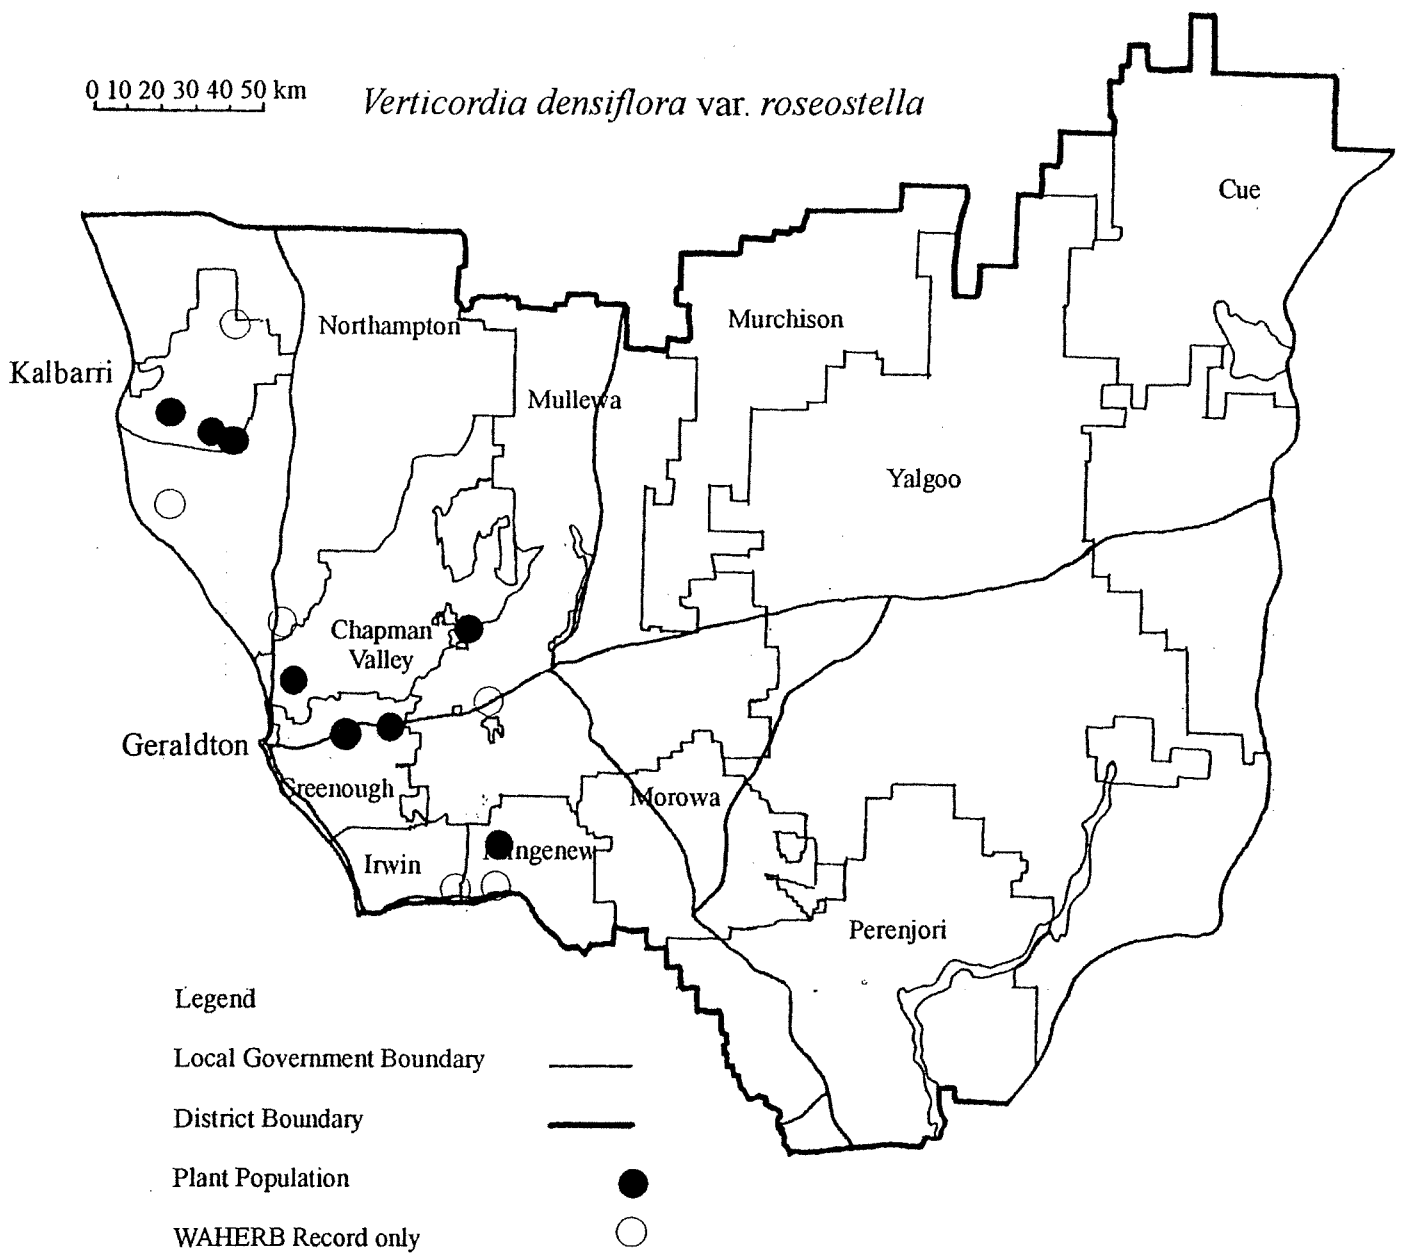 0 10 20 30 40 50 km
Verticordia densiflora var. roseostella
Cue
Northampton
Murchison
Kalbarri
Mullewa
Yalgoo
Chapman
Valley
Geraldton
Greenough
Morowa
Irwin
Mingenew
Perenjori
Legend
Local Government Boundary
District Boundary
Plant Population
WAHERB Record only